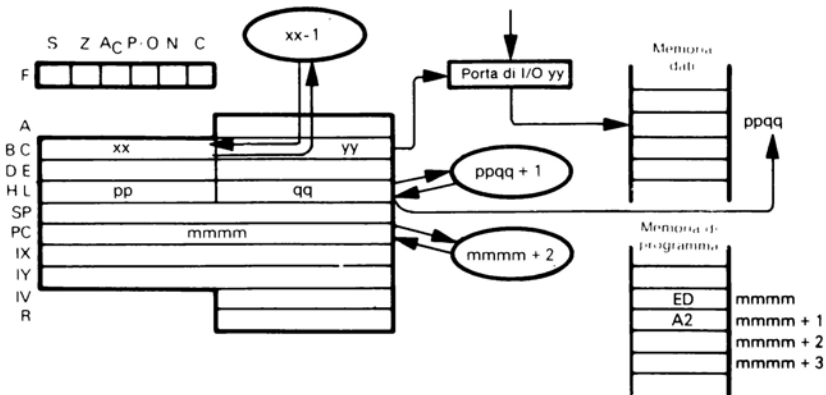 S Z AC P·O N C
F
xx-1
Porta di I/O yy
Memoria
dati
ppqq
A
B C xx yy
D E
H L pp qq
ppqq + 1
SP
PC mmmm
mmmm + 2
IX
IY
IV
R
Memoria di
programma
ED mmmm
A2 mmmm + 1
mmmm + 2
mmmm + 3